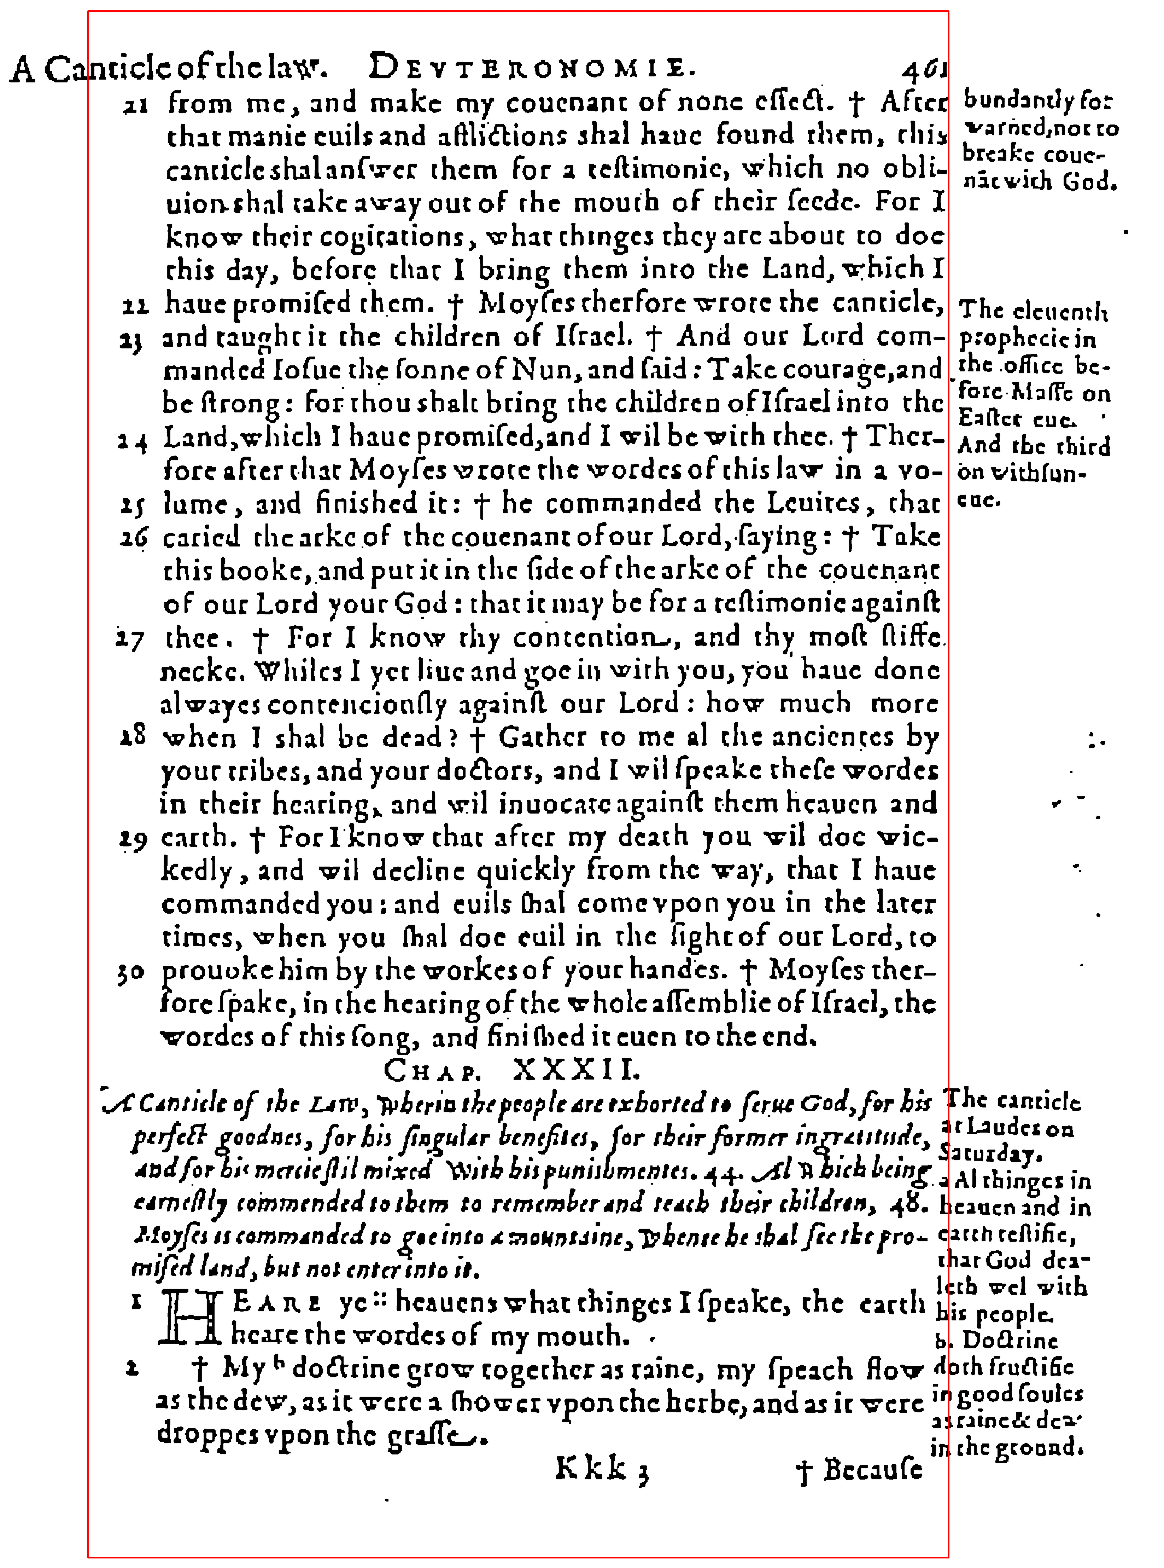 A Canticle of the law. DEVTERONOMIE. 461
21 from me, and make my couenant of none effect. † After
that manie euils and afflictions shal haue found them, this
canticle shal anſwer them for a teſtimonie, which no obli-
uion shal take away out of the mouth of their ſeede. For I
know their cogitations, what thinges they are about to doe
this day, before that I bring them into the Land, which I
22 haue promiſed them. † Moyſes therfore wrote the canticle,
23 and taught it the children of Iſrael. † And our Lord com-
manded Ioſue the ſonne of Nun, and ſaid: Take courage, and
be ſtrong: for thou shalt bring the children of Iſrael into the
24 Land, which I haue promiſed, and I wil be with thee. † Ther-
fore after that Moyſes wrote the wordes of this law in a vo-
25 lume, and finished it: † he commanded the Leuites, that
26 caried the arke of the couenant of our Lord, ſaying: † Take
this booke, and put it in the ſide of the arke of the couenant
of our Lord your God: that it may be for a teſtimonie againſt
27 thee. † For I know thy contention, and thy moſt ſtiffe
necke. Whiles I yet liue and goe in with you, you haue done
alwayes contenciouſly againſt our Lord: how much more
28 when I shal be dead? † Gather to me al the ancientes by
your tribes, and your doctors, and I wil ſpeake theſe wordes
in their hearing, and wil inuocate againſt them heauen and
29 earth. † For I know that after my death you wil doe wic-
kedly, and wil decline quickly from the way, that I haue
commanded you: and euils ſhal come vpon you in the later
times, when you ſhal doe euil in the ſight of our Lord, to
30 prouoke him by the workes of your handes. † Moyſes ther-
fore ſpake, in the hearing of the whole aſſemblie of Iſrael, the
wordes of this ſong, and finiſhed it euen to the end.
CHAP. XXXII.
A Canticle of the Law, wherin the people are exhorted to ſerue God, for his
perfect goodnes, for his ſingular benefites, for their former ingratitude,
and for his mercie ſtil mixed with his puniſhmentes. 44. Al which being
earneſtly commended to them to remember and teach their children, 48.
Moyſes is commanded to goe into a mountaine, whence he shal ſee the pro-
miſed land, but not enter into it.
1 HEARE ye :: heauens what thinges I ſpeake, the earth
heare the wordes of my mouth.
2 † My b doctrine grow together as raine, my ſpeach flow
as the dew, as it were a ſhower vpon the herbe, and as it were
droppes vpon the graſſe.
Kkk 3 † Becauſe
bundantly for
warned, not to
breake coue-
nāt with God.
The eleuenth
prophecie in
the office be-
fore Maſſe on
Eaſter eue.
And the third
on withſun-
eue.
The canticle
at Laudes on
Saturday.
a Al thinges in
heauen and in
earth teſtifie,
that God dea-
leth wel with
his people.
b. Doctrine
doth fructifie
in good ſoules
as raine & dew
in the ground.